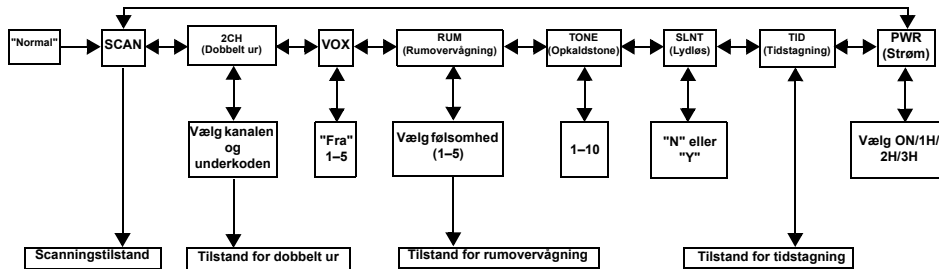 "Normal"
SCAN
2CH
(Dobbelt ur)
VOX
RUM
(Rumovervågning)
TONE
(Opkaldstone)
SLNT
(Lydløs)
TID
(Tidstagning)
PWR
(Strøm)
Vælg kanalen
og
underkoden
"Fra"
1–5
Vælg følsomhed
(1–5)
1–10
"N" eller
"Y"
Vælg ON/1H/
2H/3H
Scanningstilstand
Tilstand for dobbelt ur
Tilstand for rumovervågning
Tilstand for tidstagning